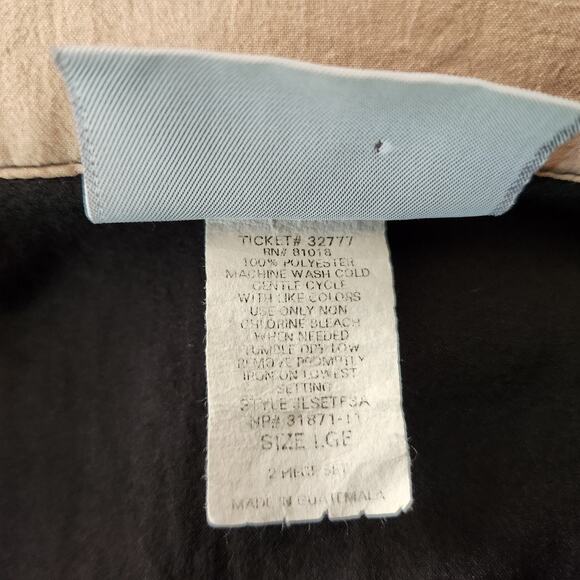 TICKET# 32777
RN# 81018
100% POLYESTER
MACHINE WASH COLD
GENTLE CYCLE
WITH LIKE COLORS
USE ONLY NON
CHLORINE BLEACH
WHEN NEEDED
TUMBLE DRY LOW
REMOVE PROMPTLY
IRON ON LOWEST
SETTING
STYLE
NP# 31871-11
SIZE LGE
2 PIECE SET
MADE IN GUATEMALA